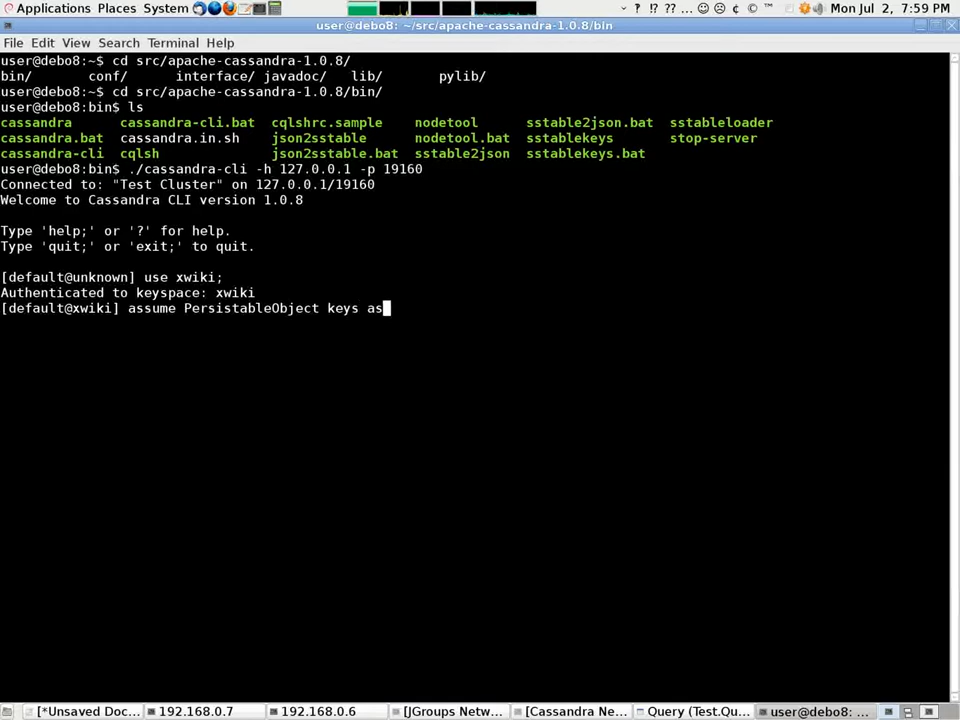 Applications Places System ⌄ ? !? ?? ... ☺ ☹ ¢ © ™ Mon Jul 2, 7:59 PM
user@debo8: ~/src/apache-cassandra-1.0.8/bin
File Edit View Search Terminal Help
user@debo8:~$ cd src/apache-cassandra-1.0.8/
bin/ conf/ interface/ javadoc/ lib/ pylib/
user@debo8:~$ cd src/apache-cassandra-1.0.8/bin/
user@debo8:bin$ ls
cassandra cassandra-cli.bat cqlshrc.sample nodetool sstable2json.bat sstableloader
cassandra.bat cassandra.in.sh json2sstable nodetool.bat sstablekeys stop-server
cassandra-cli cqlsh json2sstable.bat sstable2json sstablekeys.bat
user@debo8:bin$ ./cassandra-cli -h 127.0.0.1 -p 19160
Connected to: "Test Cluster" on 127.0.0.1/19160
Welcome to Cassandra CLI version 1.0.8
Type 'help;' or '?' for help.
Type 'quit;' or 'exit;' to quit.
[default@unknown] use xwiki;
Authenticated to keyspace: xwiki
[default@xwiki] assume PersistableObject keys as
[*Unsaved Doc... 192.168.0.7 192.168.0.6 [JGroups Netw... [Cassandra Ne... Query (Test.Qu... user@debo8: ...